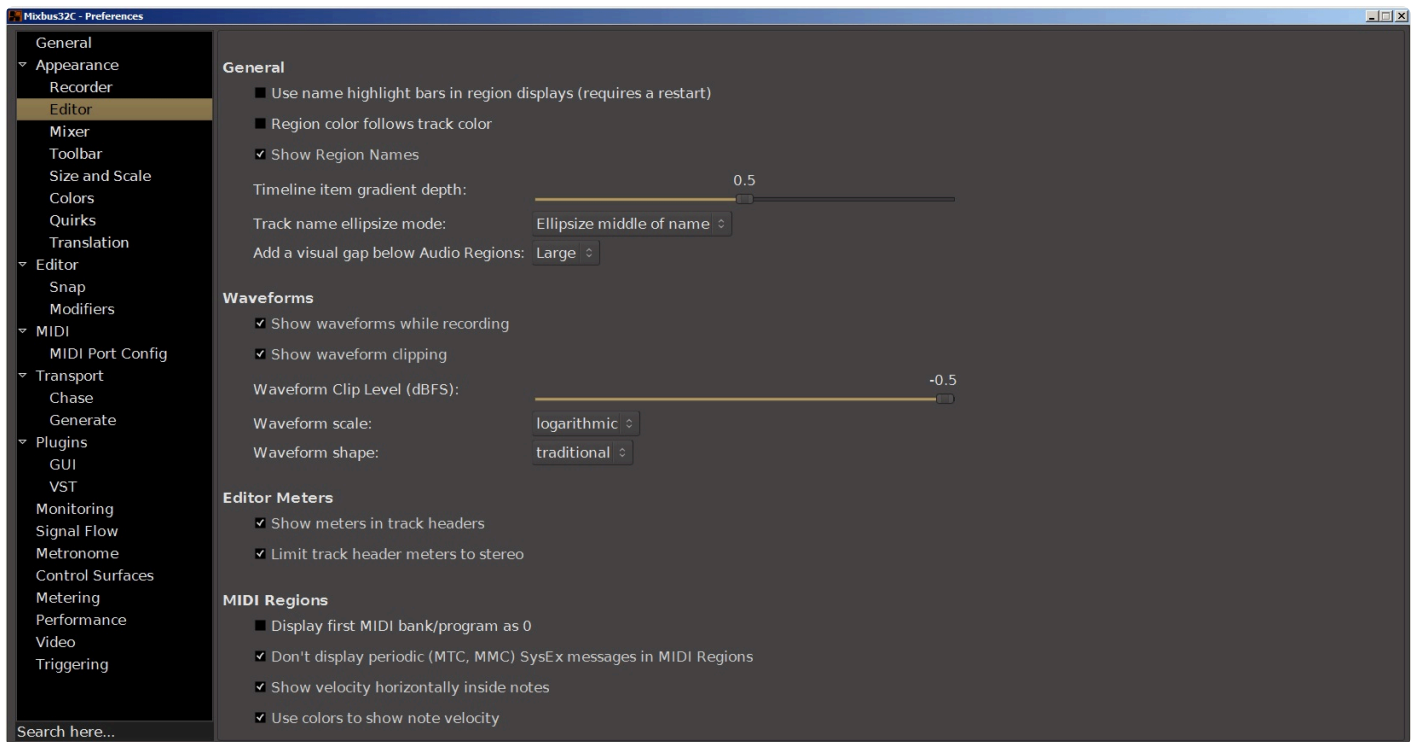 Mixbus32C - Preferences
General
Appearance
Recorder
Editor
Mixer
Toolbar
Size and Scale
Colors
Quirks
Translation
Editor
Snap
Modifiers
MIDI
MIDI Port Config
Transport
Chase
Generate
Plugins
GUI
VST
Monitoring
Signal Flow
Metronome
Control Surfaces
Metering
Performance
Video
Triggering
Search here...
General
Use name highlight bars in region displays (requires a restart)
Region color follows track color
Show Region Names
0.5
Timeline item gradient depth:
Track name ellipsize mode: Ellipsize middle of name
Add a visual gap below Audio Regions: Large
Waveforms
Show waveforms while recording
Show waveform clipping
-0.5
Waveform Clip Level (dBFS):
Waveform scale: logarithmic
Waveform shape: traditional
Editor Meters
Show meters in track headers
Limit track header meters to stereo
MIDI Regions
Display first MIDI bank/program as 0
Don't display periodic (MTC, MMC) SysEx messages in MIDI Regions
Show velocity horizontally inside notes
Use colors to show note velocity